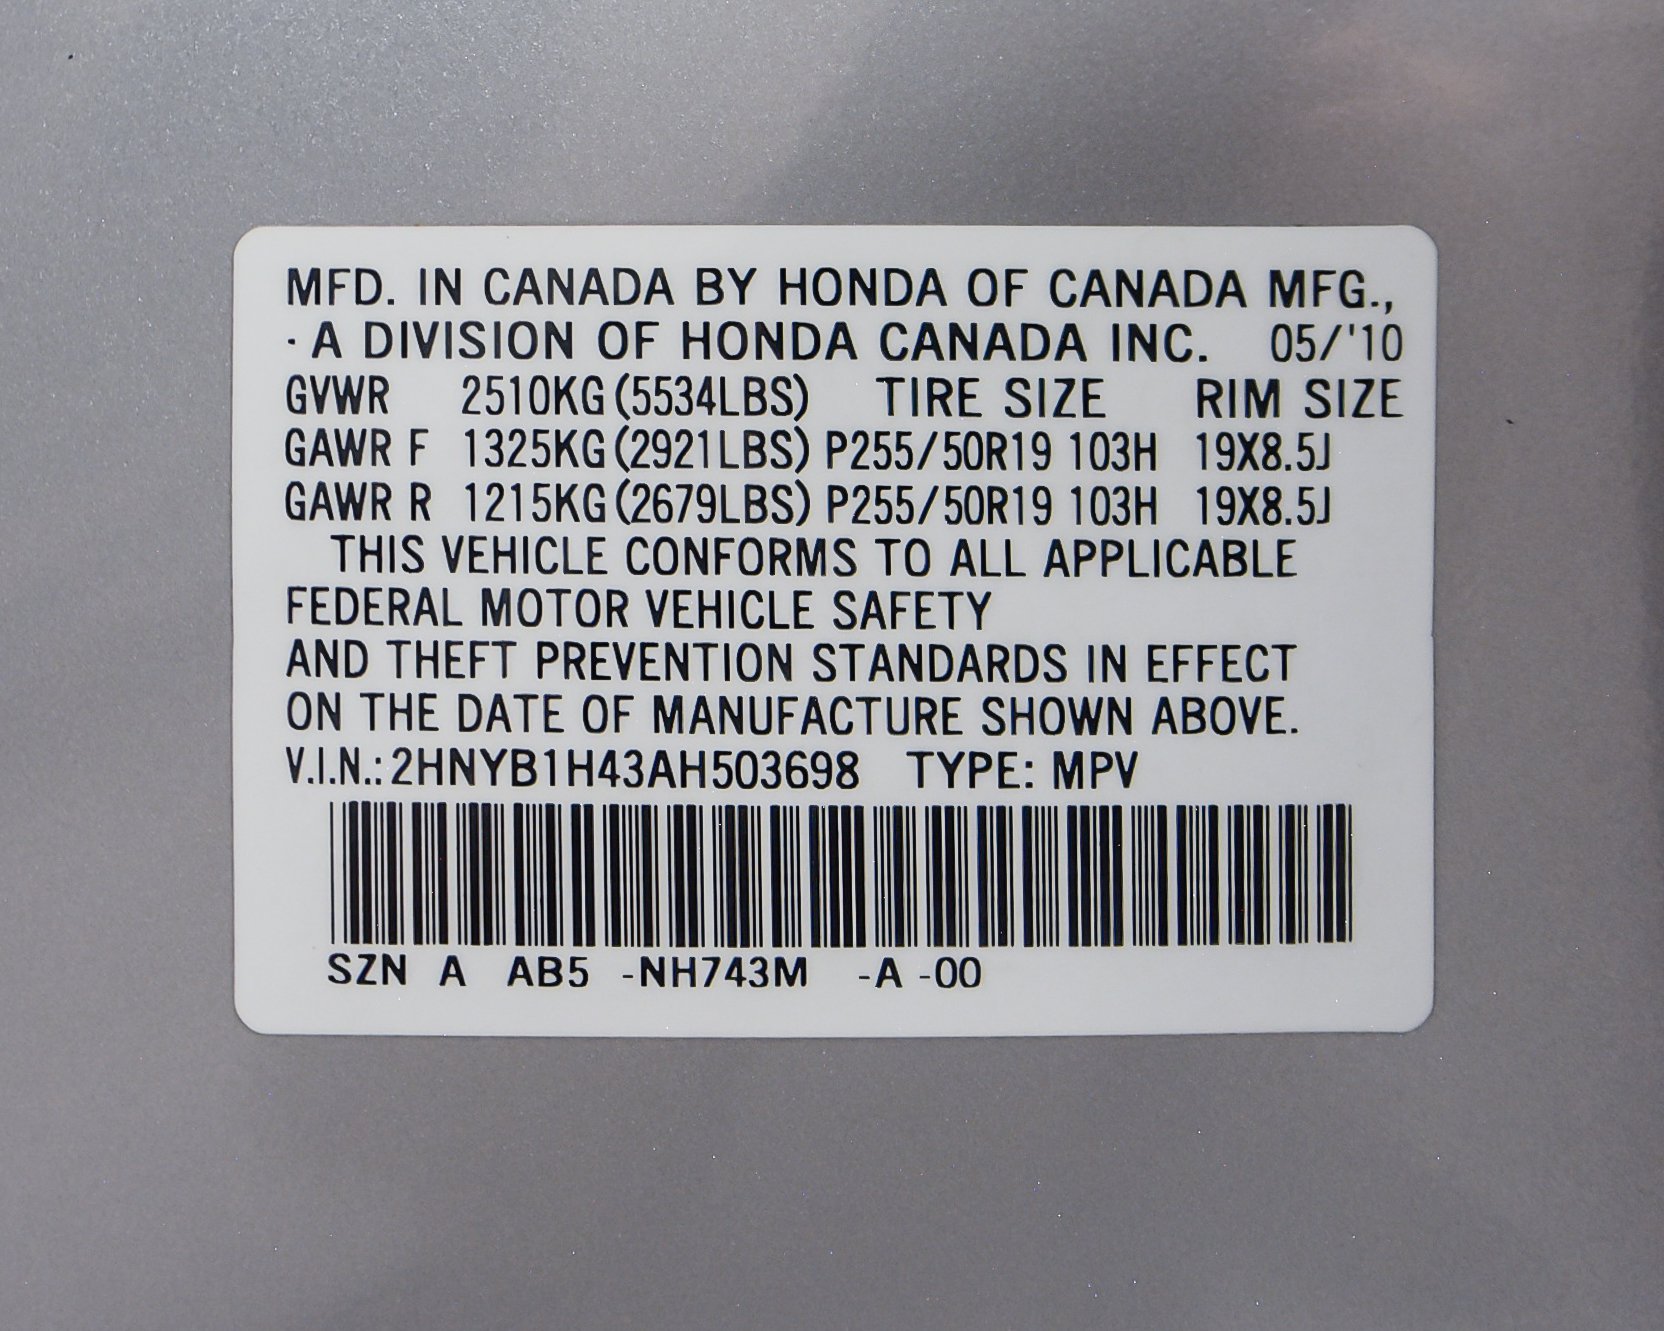 MFD. IN CANADA BY HONDA OF CANADA MFG.,
· A DIVISION OF HONDA CANADA INC. 05/'10
GVWR 2510KG (5534LBS) TIRE SIZE RIM SIZE
GAWR F 1325KG (2921LBS) P255/50R19 103H 19X8.5J
GAWR R 1215KG (2679LBS) P255/50R19 103H 19X8.5J
THIS VEHICLE CONFORMS TO ALL APPLICABLE
FEDERAL MOTOR VEHICLE SAFETY
AND THEFT PREVENTION STANDARDS IN EFFECT
ON THE DATE OF MANUFACTURE SHOWN ABOVE.
V.I.N.: 2HNYB1H43AH503698 TYPE: MPV
SZN A AB5 -NH743M -A -00